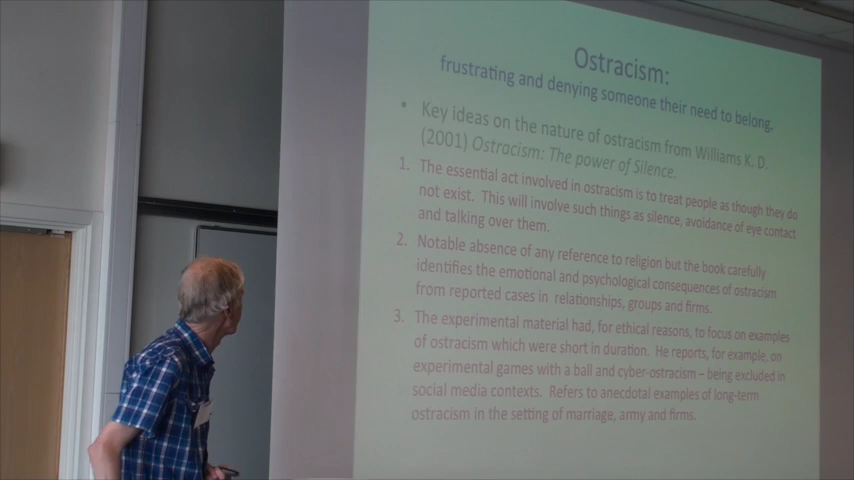 Ostracism:
frustrating and denying someone their need to belong.
• Key ideas on the nature of ostracism from Williams K. D.
(2001) Ostracism: The power of Silence.
1. The essential act involved in ostracism is to treat people as though they do
not exist. This will involve such things as silence, avoidance of eye contact
and talking over them.
2. Notable absence of any reference to religion but the book carefully
identifies the emotional and psychological consequences of ostracism
from reported cases in relationships, groups and firms.
3. The experimental material had, for ethical reasons, to focus on examples
of ostracism which were short in duration. He reports, for example, on
experimental games with a ball and cyber-ostracism – being excluded in
social media contexts. Refers to anecdotal examples of long-term
ostracism in the setting of marriage, army and firms.